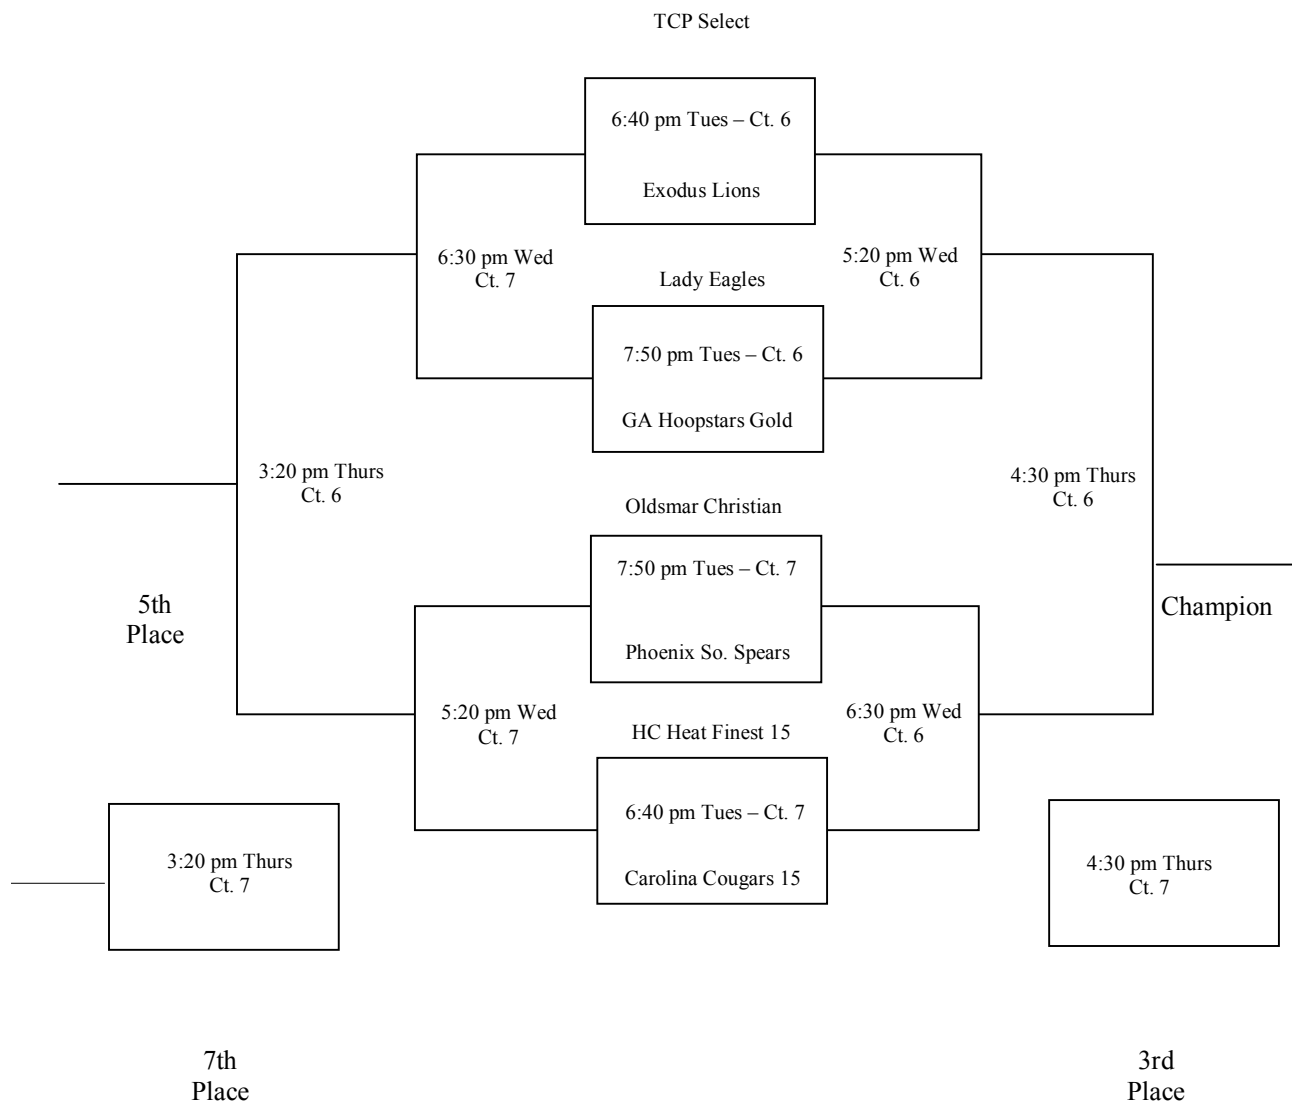 TCP Select
6:40 pm Tues – Ct. 6
Exodus Lions
6:30 pm Wed
Ct. 7
5:20 pm Wed
Ct. 6
Lady Eagles
7:50 pm Tues – Ct. 6
GA Hoopstars Gold
3:20 pm Thurs
Ct. 6
4:30 pm Thurs
Ct. 6
Oldsmar Christian
7:50 pm Tues – Ct. 7
5th
Place
Champion
Phoenix So. Spears
5:20 pm Wed
Ct. 7
6:30 pm Wed
Ct. 6
HC Heat Finest 15
6:40 pm Tues – Ct. 7
Carolina Cougars 15
3:20 pm Thurs
Ct. 7
4:30 pm Thurs
Ct. 7
7th
Place
3rd
Place